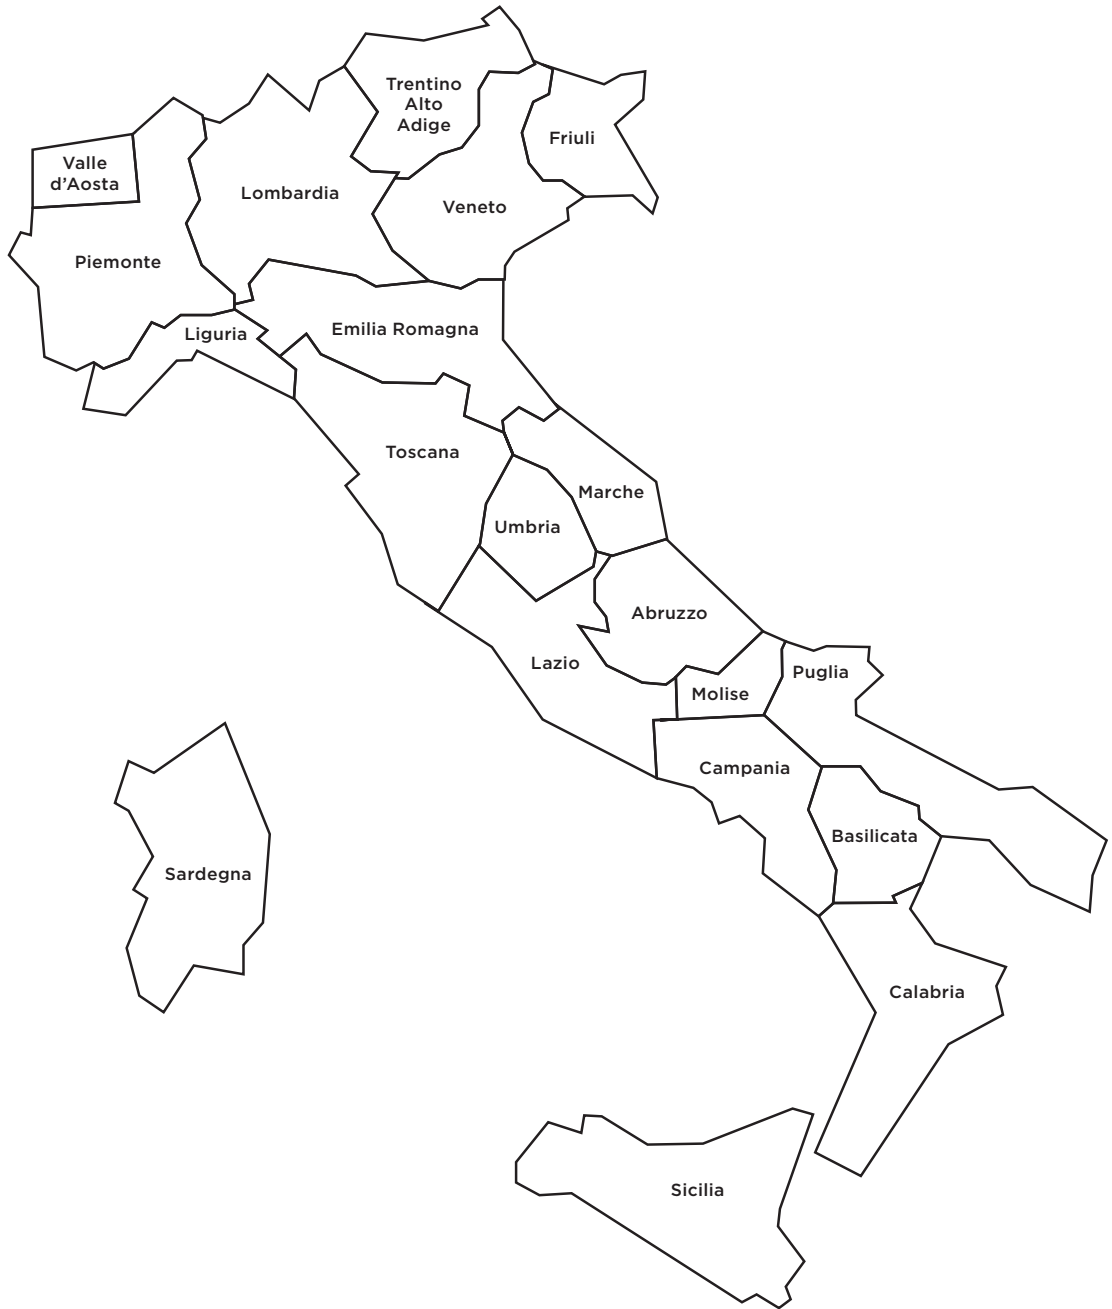 Trentino
Alto
Adige
Friuli
Valle
d'Aosta
Lombardia
Veneto
Piemonte
Liguria
Emilia Romagna
Toscana
Marche
Umbria
Abruzzo
Lazio
Puglia
Molise
Campania
Basilicata
Sardegna
Calabria
Sicilia